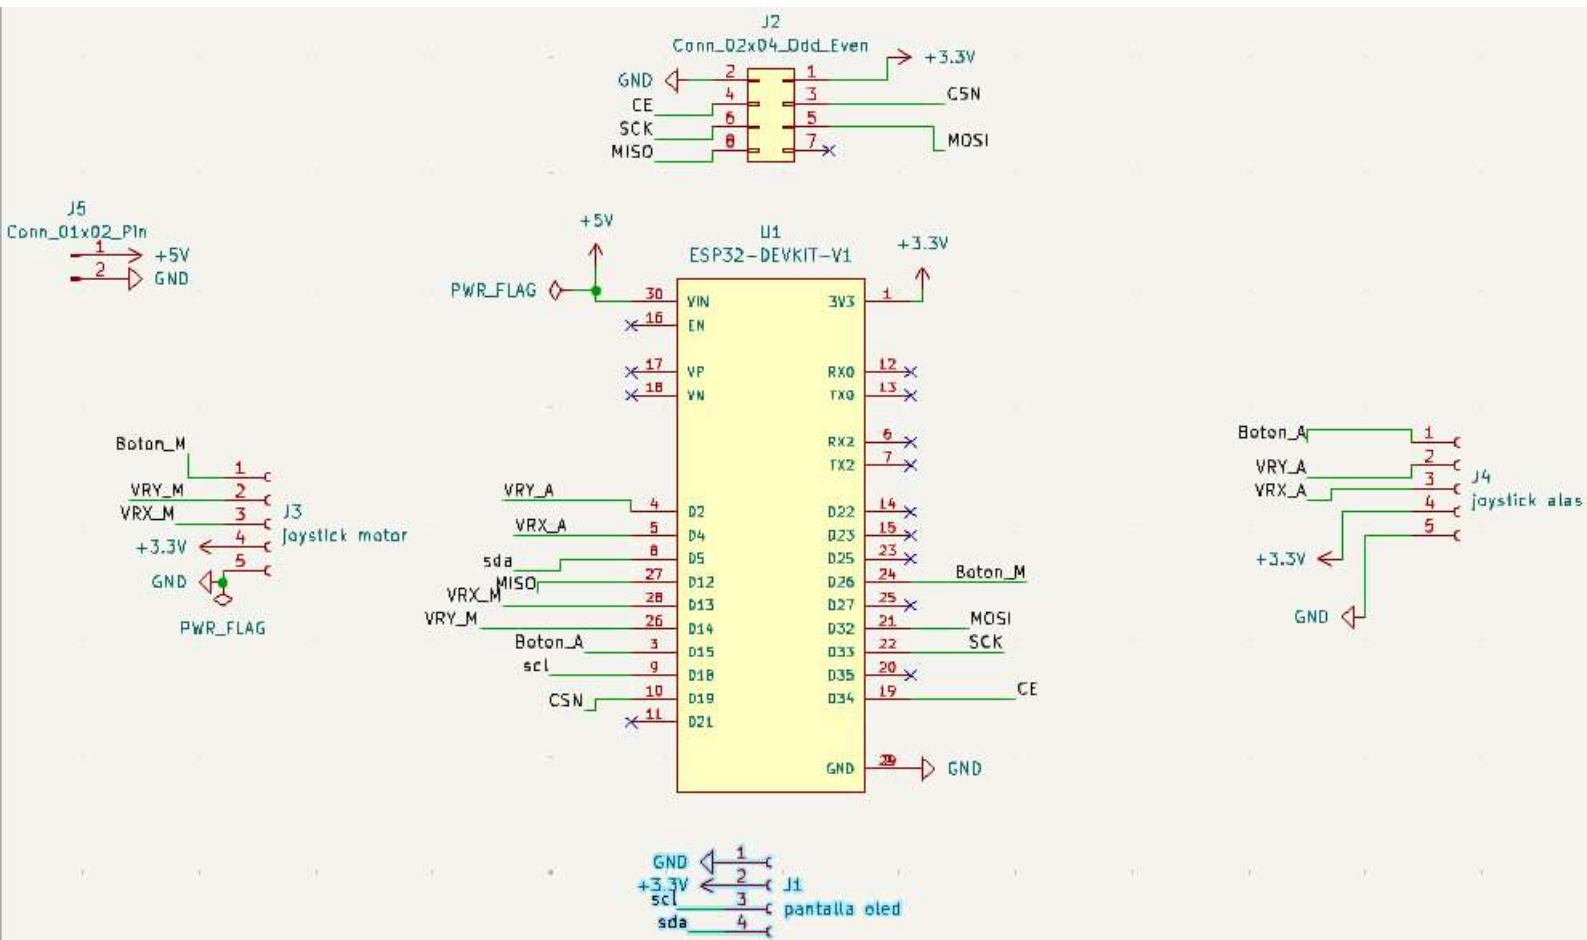 J2
Conn_02x04_Odd_Even
GND 2 1 +3.3V
CE 4 3 CSN
SCK 6 5 MOSI
MISO 8 7
J5
Conn_01x02_Pin
1 +5V
2 GND
+5V
U1
ESP32-DEVKIT-V1
+3.3V
PWR_FLAG
30 VIN 3V3 1
16 EN
17 VP RX0 12
18 VN TX0 13
RX2 6
TX2 7
VRY_A 4 D2 D22 14
VRX_A 5 D4 D23 15
sda 8 D5 D25 23
MISO 27 D12 D26 24 Boton_M
VRX_M 28 D13 D27 25
VRY_M 26 D14 D32 21 MOSI
Boton_A 3 D15 D33 22 SCK
scl 9 D18 D35 20
CSN 10 D19 D34 19 CE
11 D21
GND GND
Boton_M 1
VRY_M 2
VRX_M 3
+3.3V 4
GND 5
J3
joystick motor
PWR_FLAG
Boton_A 1
VRY_A 2
VRX_A 3
4
5
J4
joystick alas
+3.3V
GND
GND 1
+3.3V 2
scl 3
sda 4
J1
pantalla oled